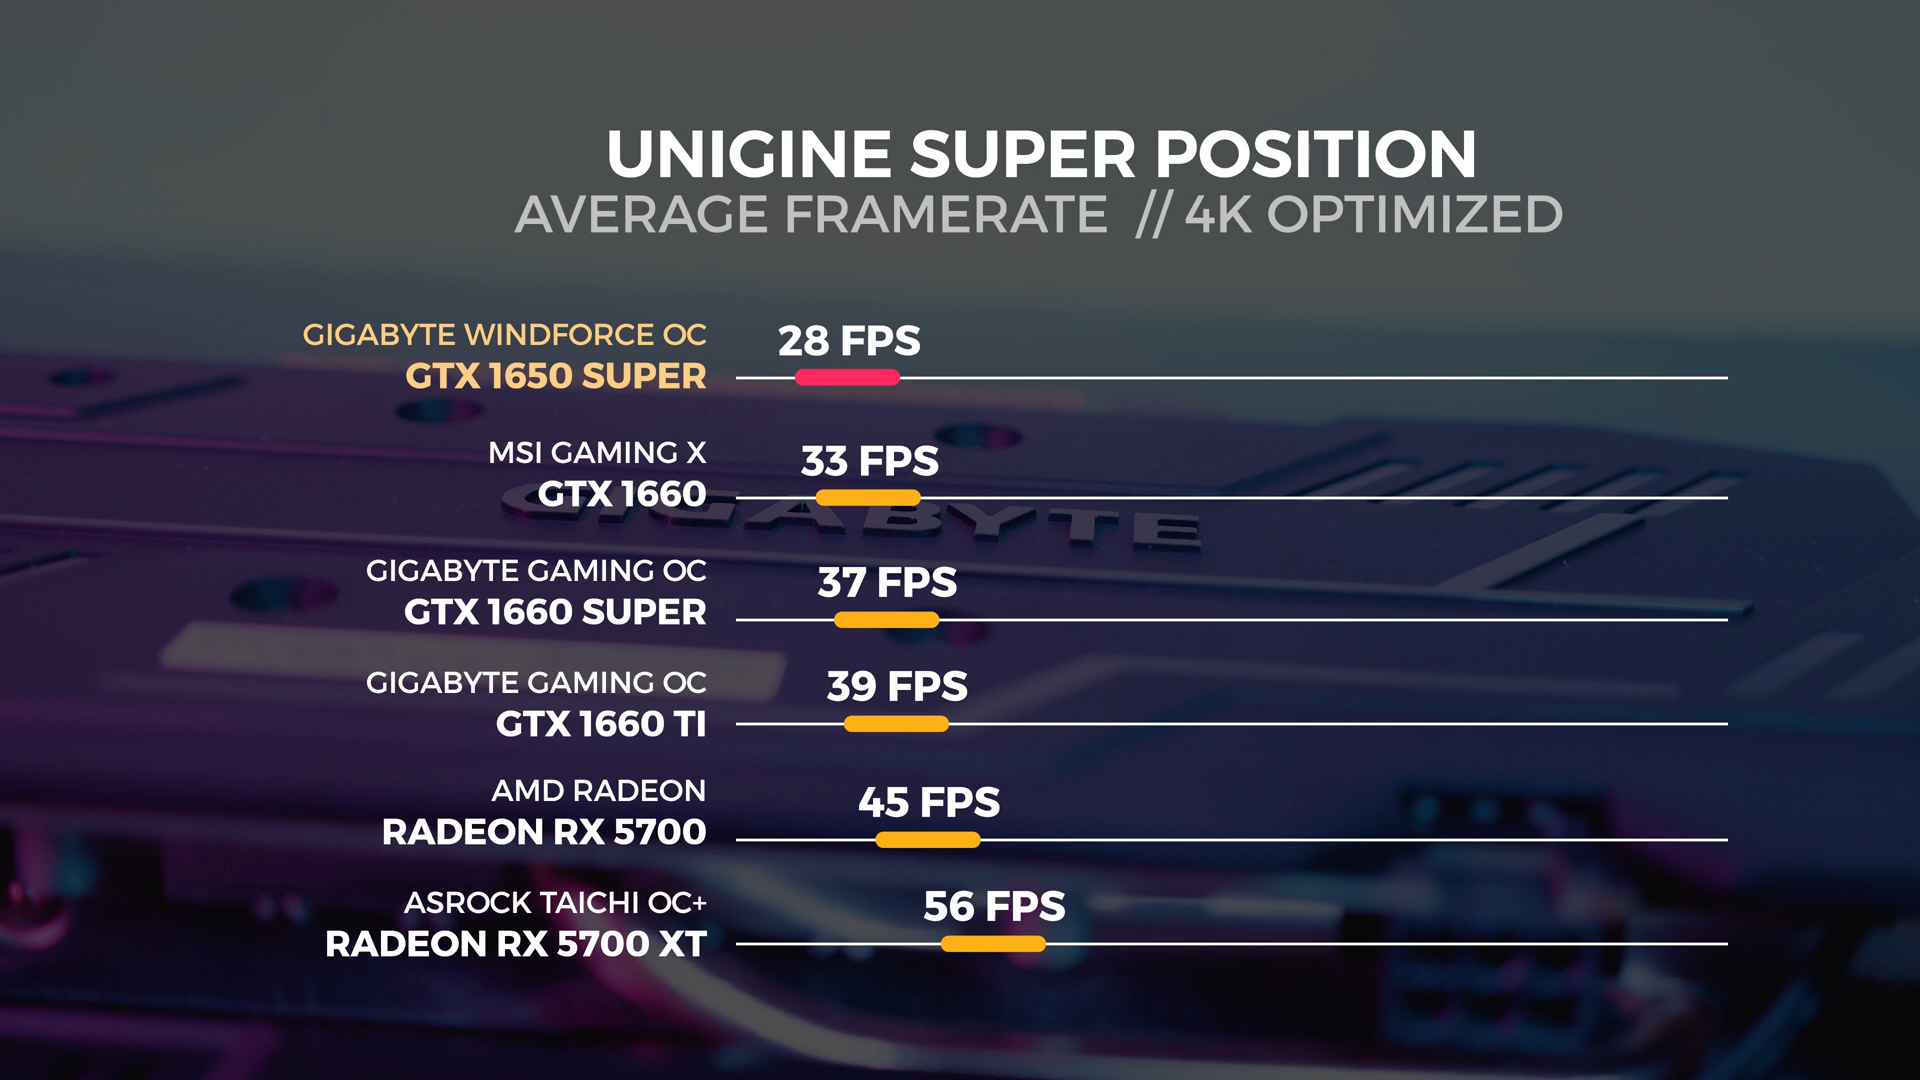 UNIGINE SUPER POSITION
AVERAGE FRAMERATE // 4K OPTIMIZED
GIGABYTE WINDFORCE OC
GTX 1650 SUPER
28 FPS
MSI GAMING X
GTX 1660
33 FPS
GIGABYTE
GIGABYTE GAMING OC
GTX 1660 SUPER
37 FPS
GIGABYTE GAMING OC
GTX 1660 TI
39 FPS
AMD RADEON
RADEON RX 5700
45 FPS
ASROCK TAICHI OC+
RADEON RX 5700 XT
56 FPS